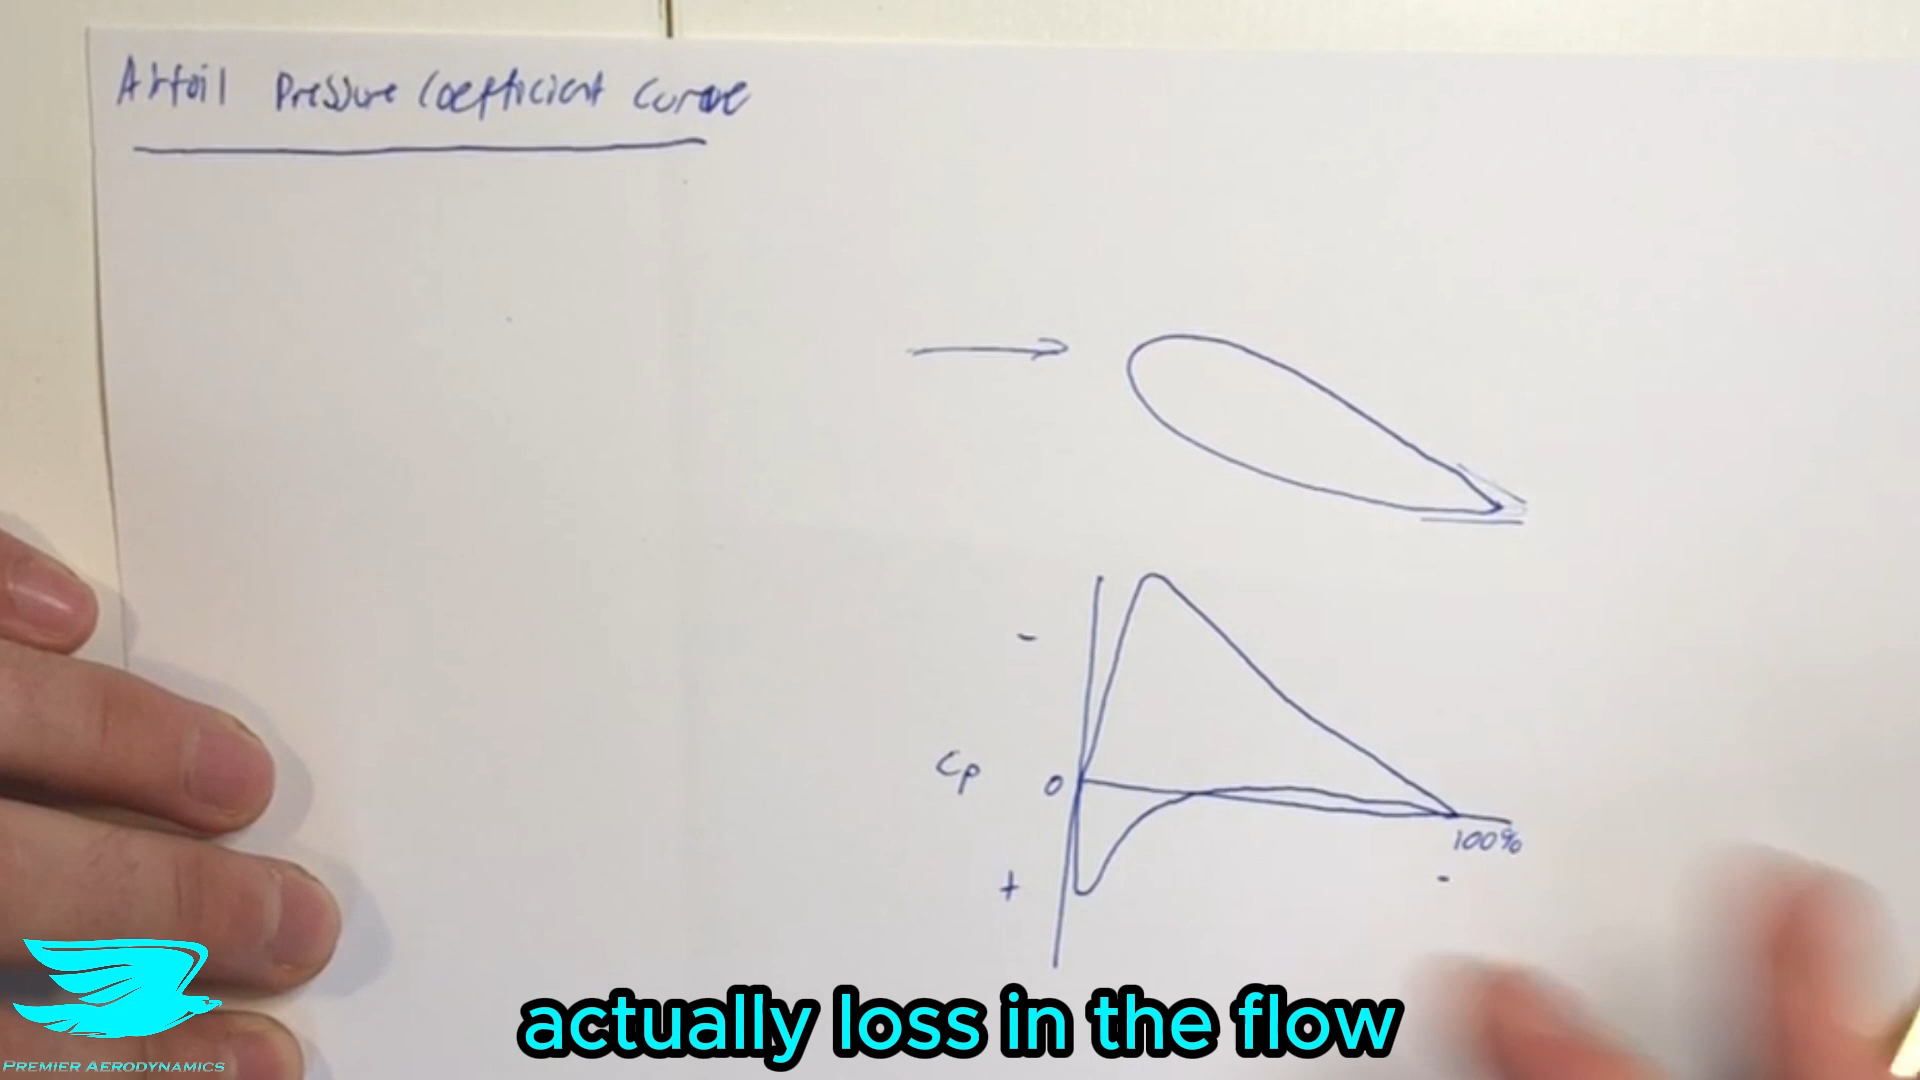 Airfoil Pressure Coefficient Curve
-
Cp 0
100%
+
-
actually loss in the flow
PREMIER AERODYNAMICS